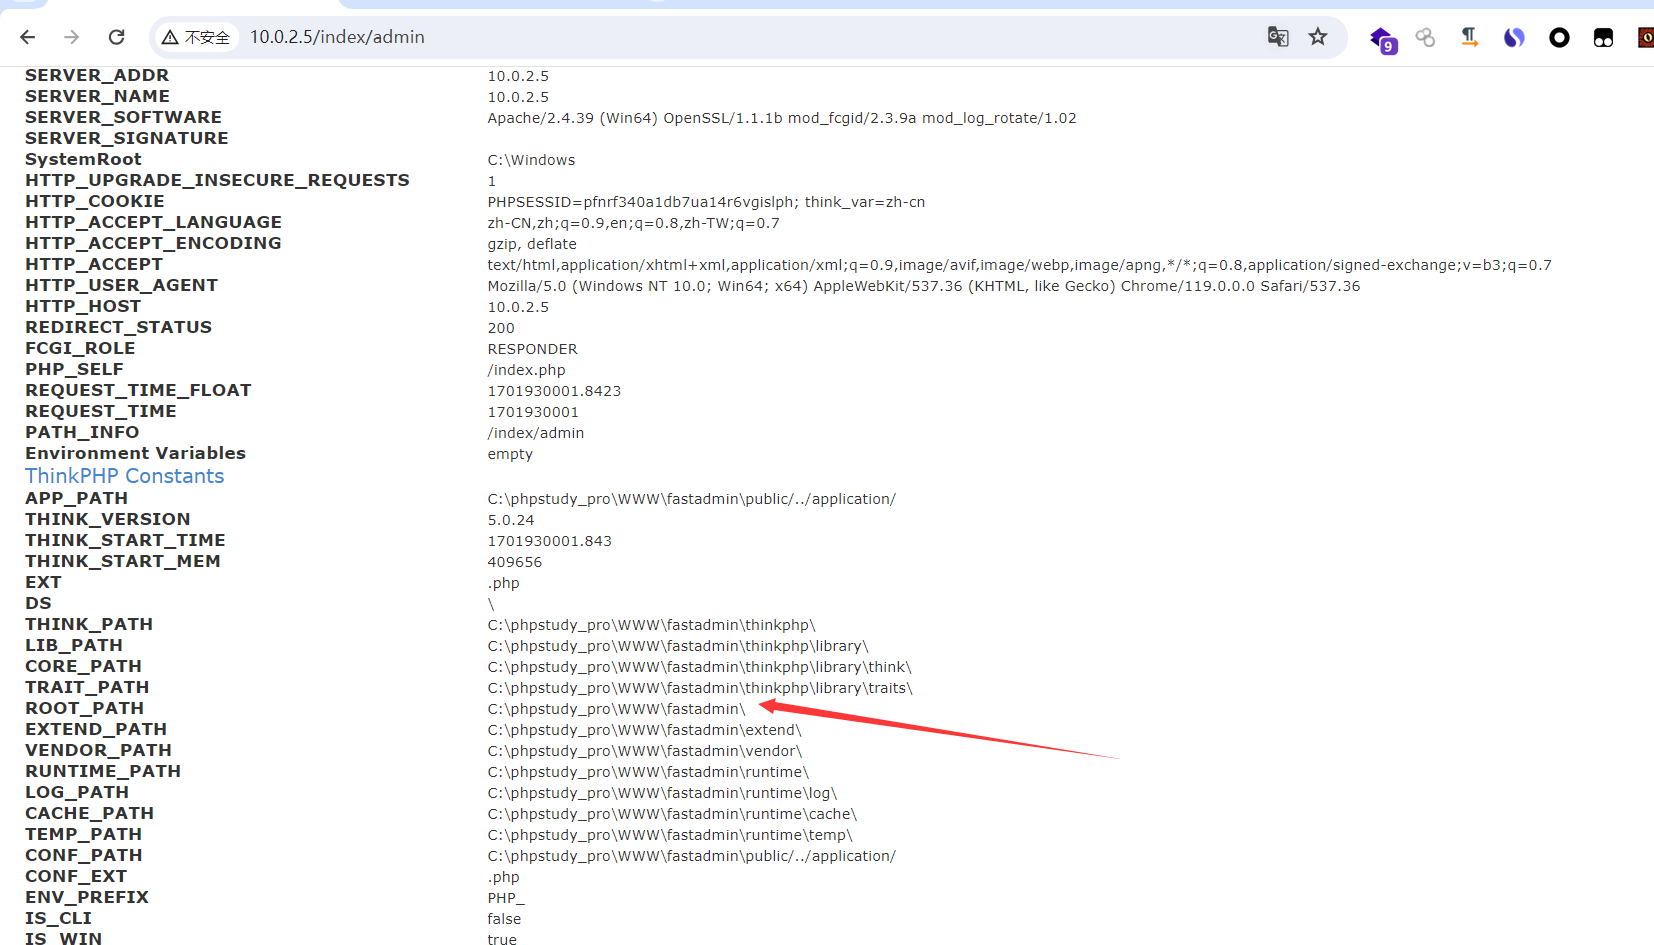 不安全 10.0.2.5/index/admin
9
SERVER_ADDR 10.0.2.5
SERVER_NAME 10.0.2.5
SERVER_SOFTWARE Apache/2.4.39 (Win64) OpenSSL/1.1.1b mod_fcgid/2.3.9a mod_log_rotate/1.02
SERVER_SIGNATURE
SystemRoot C:\Windows
HTTP_UPGRADE_INSECURE_REQUESTS 1
HTTP_COOKIE PHPSESSID=pfnrf340a1db7ua14r6vgislph; think_var=zh-cn
HTTP_ACCEPT_LANGUAGE zh-CN,zh;q=0.9,en;q=0.8,zh-TW;q=0.7
HTTP_ACCEPT_ENCODING gzip, deflate
HTTP_ACCEPT text/html,application/xhtml+xml,application/xml;q=0.9,image/avif,image/webp,image/apng,*/*;q=0.8,application/signed-exchange;v=b3;q=0.7
HTTP_USER_AGENT Mozilla/5.0 (Windows NT 10.0; Win64; x64) AppleWebKit/537.36 (KHTML, like Gecko) Chrome/119.0.0.0 Safari/537.36
HTTP_HOST 10.0.2.5
REDIRECT_STATUS 200
FCGI_ROLE RESPONDER
PHP_SELF /index.php
REQUEST_TIME_FLOAT 1701930001.8423
REQUEST_TIME 1701930001
PATH_INFO /index/admin
Environment Variables empty
ThinkPHP Constants
APP_PATH C:\phpstudy_pro\WWW\fastadmin\public/../application/
THINK_VERSION 5.0.24
THINK_START_TIME 1701930001.843
THINK_START_MEM 409656
EXT .php
DS \
THINK_PATH C:\phpstudy_pro\WWW\fastadmin\thinkphp\
LIB_PATH C:\phpstudy_pro\WWW\fastadmin\thinkphp\library\
CORE_PATH C:\phpstudy_pro\WWW\fastadmin\thinkphp\library\think\
TRAIT_PATH C:\phpstudy_pro\WWW\fastadmin\thinkphp\library\traits\
ROOT_PATH C:\phpstudy_pro\WWW\fastadmin\
EXTEND_PATH C:\phpstudy_pro\WWW\fastadmin\extend\
VENDOR_PATH C:\phpstudy_pro\WWW\fastadmin\vendor\
RUNTIME_PATH C:\phpstudy_pro\WWW\fastadmin\runtime\
LOG_PATH C:\phpstudy_pro\WWW\fastadmin\runtime\log\
CACHE_PATH C:\phpstudy_pro\WWW\fastadmin\runtime\cache\
TEMP_PATH C:\phpstudy_pro\WWW\fastadmin\runtime\temp\
CONF_PATH C:\phpstudy_pro\WWW\fastadmin\public/../application/
CONF_EXT .php
ENV_PREFIX PHP_
IS_CLI false
IS_WIN true